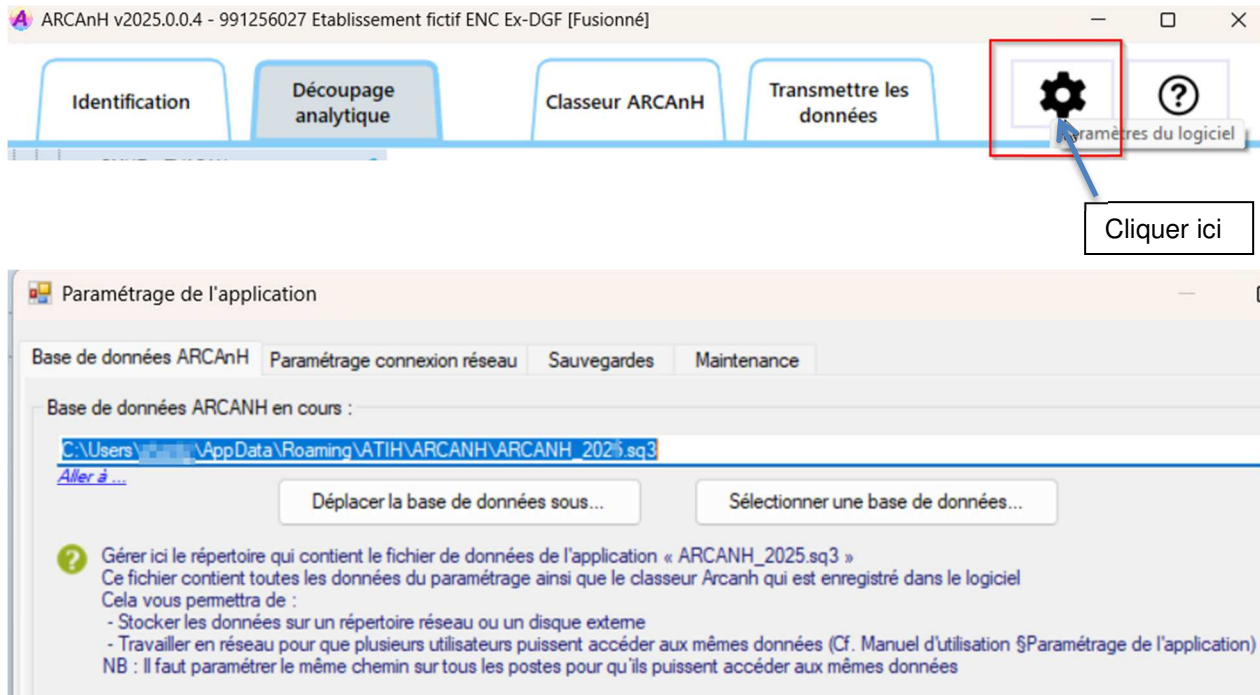 ARCAnH v2025.0.0.4 - 991256027 Etablissement fictif ENC Ex-DGF [Fusionné]
Identification
Découpage
analytique
Classeur ARCAnH
Transmettre les
données
Paramètres du logiciel
Cliquer ici
Paramétrage de l'application
Base de données ARCAnH Paramétrage connexion réseau Sauvegardes Maintenance
Base de données ARCANH en cours :
C:\Users\ \AppData\Roaming\ATIH\ARCANH\ARCANH_2025.sq3
Aller à ...
Déplacer la base de données sous... Sélectionner une base de données...
Gérer ici le répertoire qui contient le fichier de données de l'application « ARCANH_2025.sq3 »
Ce fichier contient toutes les données du paramétrage ainsi que le classeur Arcanh qui est enregistré dans le logiciel
Cela vous permettra de :
- Stocker les données sur un répertoire réseau ou un disque externe
- Travailler en réseau pour que plusieurs utilisateurs puissent accéder aux mêmes données (Cf. Manuel d'utilisation §Paramétrage de l'application)
NB : Il faut paramétrer le même chemin sur tous les postes pour qu'ils puissent accéder aux mêmes données